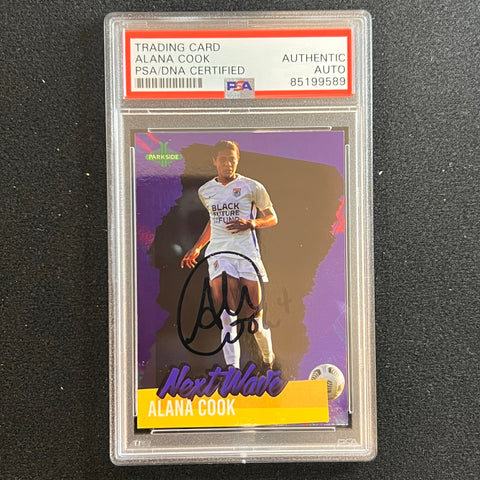 TRADING CARD
ALANA COOK
PSA/DNA CERTIFIED
AUTHENTIC
AUTO
85199589
PSA
PARKSIDE
BLACK
FUTURE
FUND
Next Wave
ALANA COOK
PSA